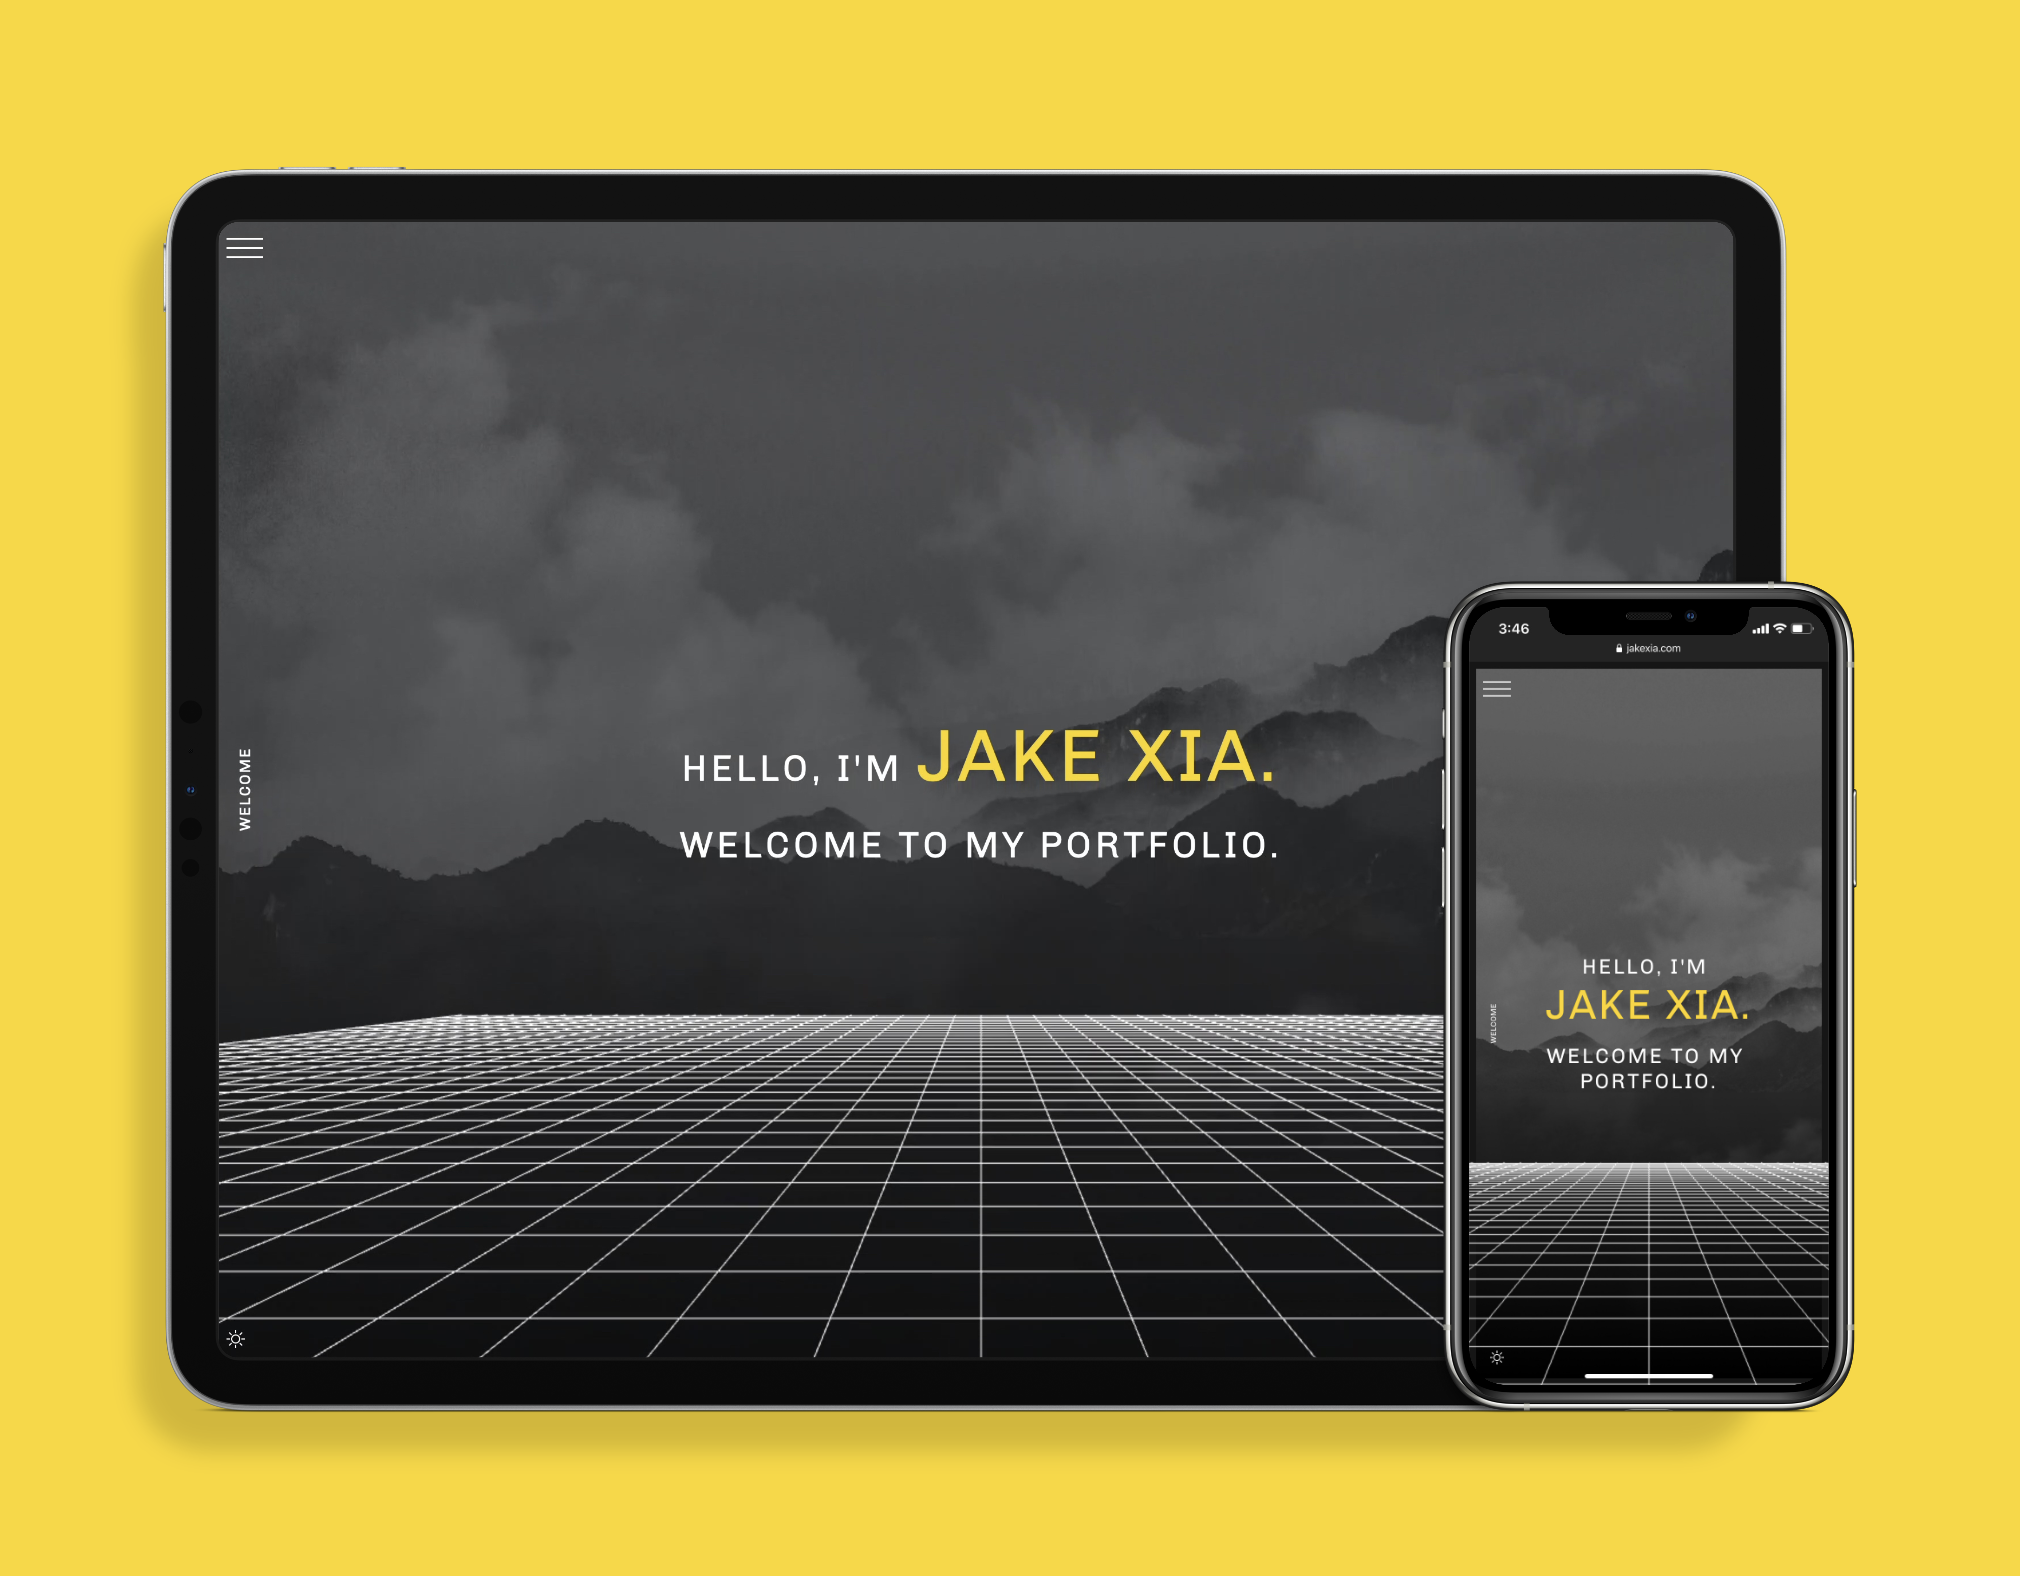 WELCOME
HELLO, I'M JAKE XIA.
WELCOME TO MY PORTFOLIO.
3:46
jakexia.com
HELLO, I'M
JAKE XIA.
WELCOME
WELCOME TO MY
PORTFOLIO.